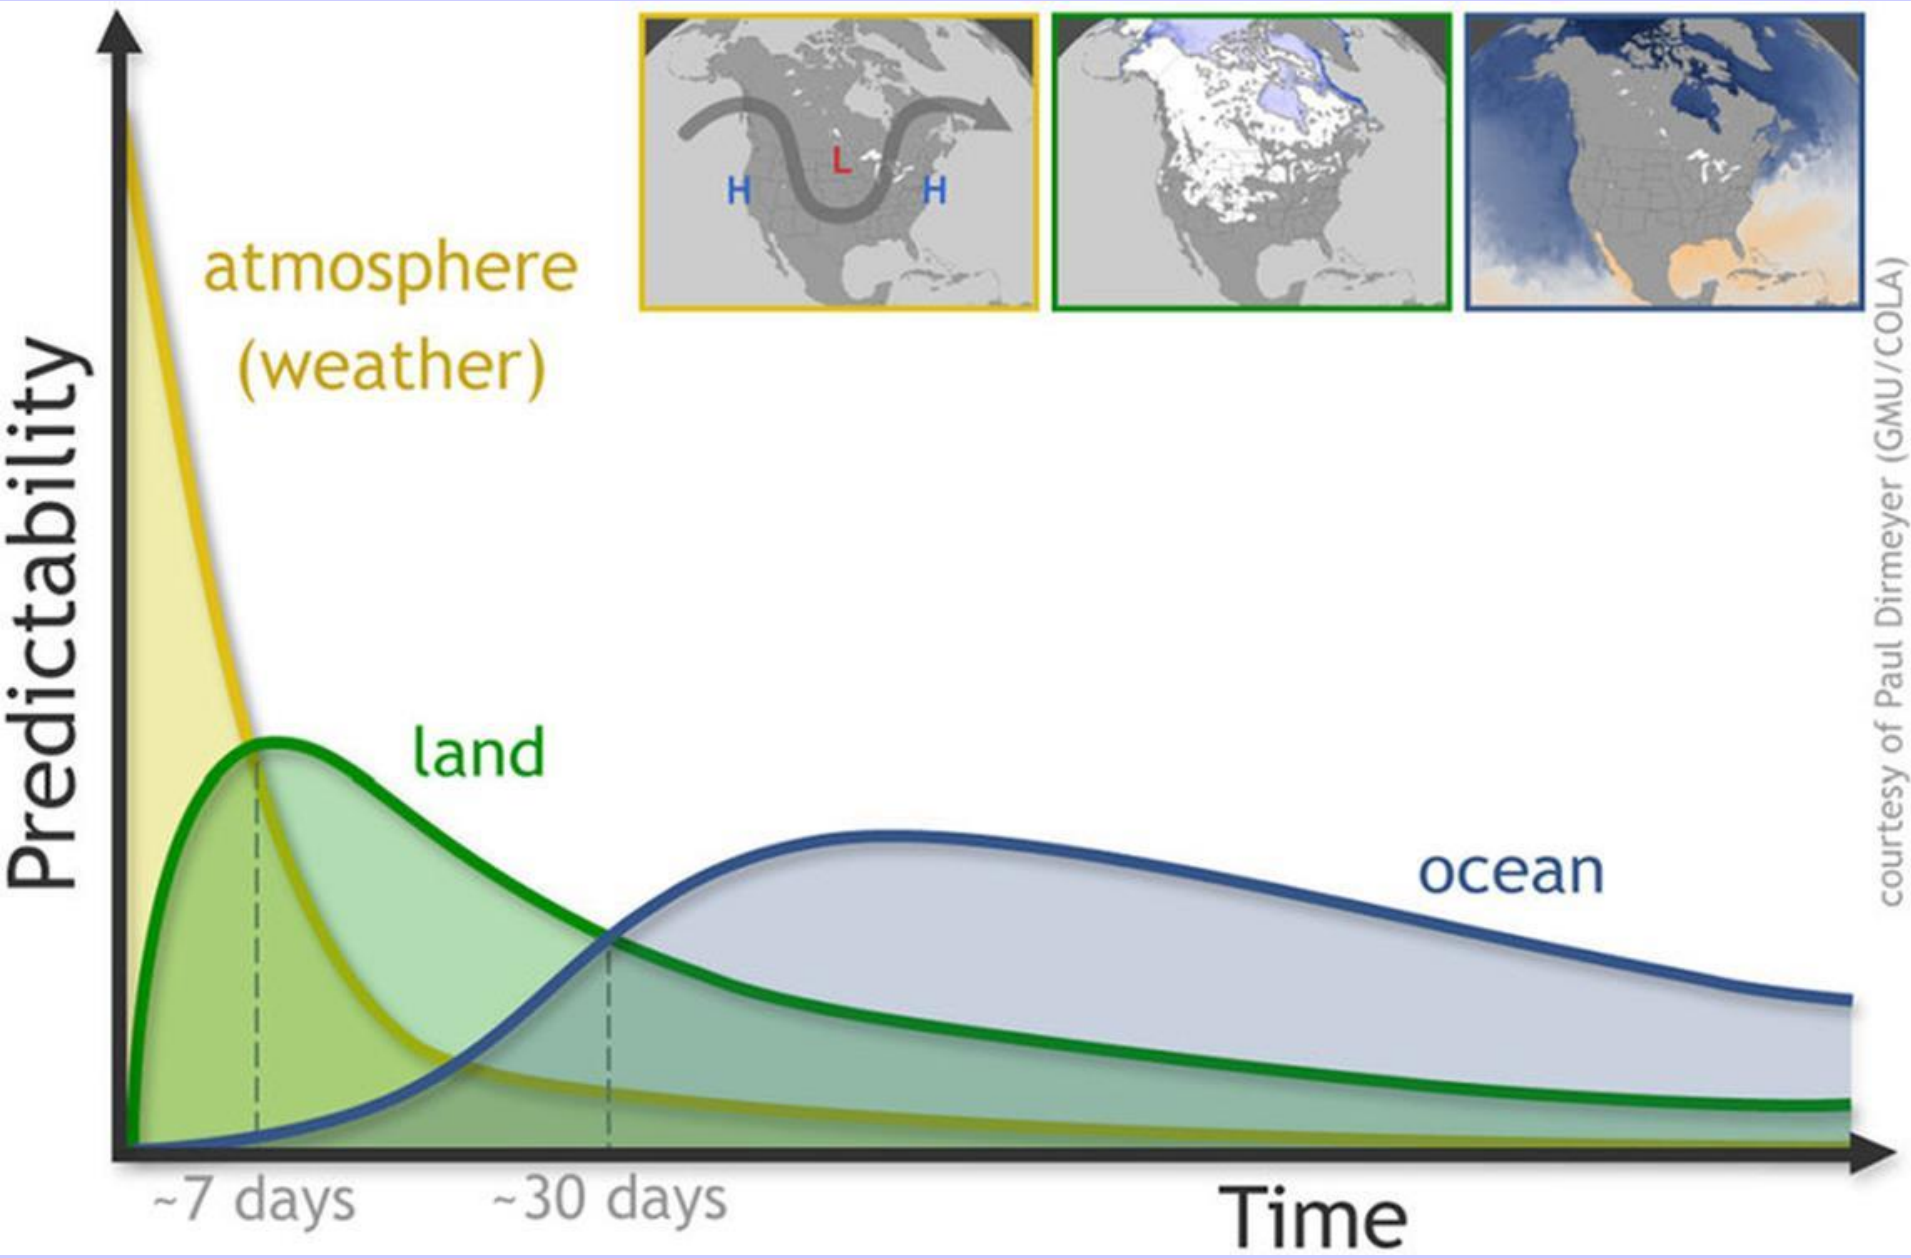 L
H
H
atmosphere
(weather)
Predictability
land
ocean
courtesy of Paul Dirmeyer (GMU/COLA)
~7 days
~30 days
Time